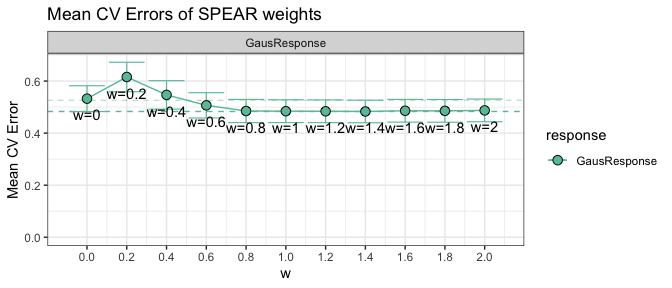 Mean CV Errors of SPEAR weights
GausResponse
Mean CV Error
0.6
0.4
0.2
0.0
w=0
w=0.2
w=0.4
w=0.6
w=0.8
w=1
w=1.2
w=1.4
w=1.6
w=1.8
w=2
0.0 0.2 0.4 0.6 0.8 1.0 1.2 1.4 1.6 1.8 2.0
w
response
GausResponse